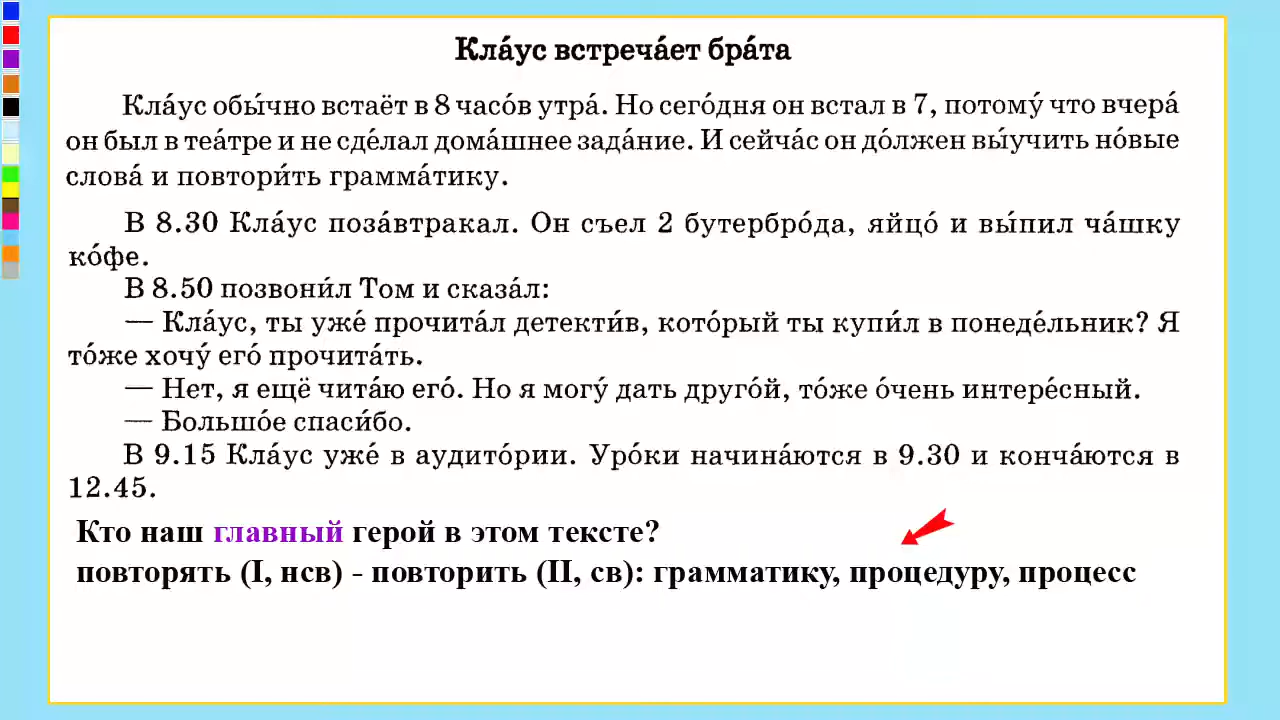 Кла́ус встреча́ет бра́та
Кла́ус обы́чно встаёт в 8 часо́в утра́. Но сего́дня он встал в 7, потому́ что вчера́
он был в теа́тре и не сде́лал дома́шнее зада́ние. И сейча́с он до́лжен вы́учить но́вые
слова́ и повтори́ть грамма́тику.
В 8.30 Кла́ус поза́втракал. Он съел 2 бутербро́да, яйцо́ и вы́пил ча́шку
ко́фе.
В 8.50 позвони́л Том и сказа́л:
— Кла́ус, ты уже́ прочита́л детекти́в, кото́рый ты купи́л в понеде́льник? Я
то́же хочу́ его́ прочита́ть.
— Нет, я ещё чита́ю его́. Но я могу́ дать друго́й, то́же о́чень интере́сный.
— Большо́е спаси́бо.
В 9.15 Кла́ус уже́ в аудито́рии. Уро́ки начина́ются в 9.30 и конча́ются в
12.45.
Кто наш главный герой в этом тексте?
повторять (I, нсв) - повторить (II, св): грамматику, процедуру, процесс